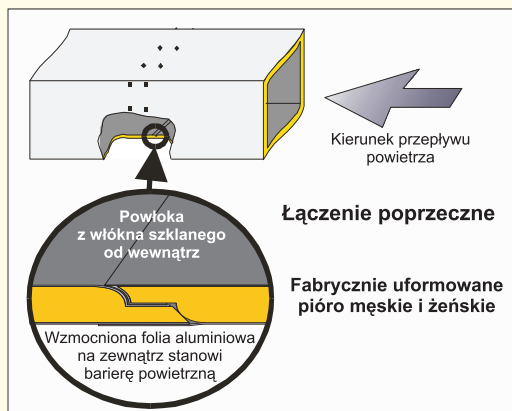 Kierunek przepływu
powietrza
Łączenie poprzeczne
Powłoka
z włókna szklanego
od wewnątrz
Fabrycznie uformowane
pióro męskie i żeńskie
Wzmocniona folia aluminiowa
na zewnątrz stanowi
barierę powietrzną